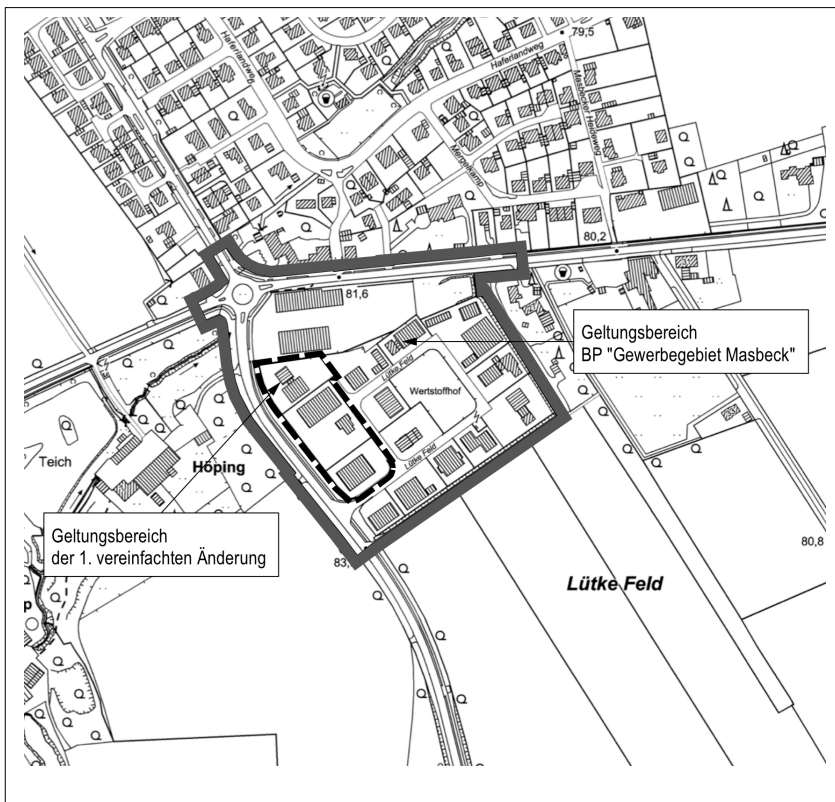 79,5
Haferlandweg
Haferlandweg
Masbecker Heideweg
Mergelkamp
80,2
81,6
Geltungsbereich
BP "Gewerbegebiet Masbeck"
Lütke Feld
Wertstoffhof
Teich
Höping
Lütke Feld
Geltungsbereich
der 1. vereinfachten Änderung
80,8
83,
Lütke Feld
p